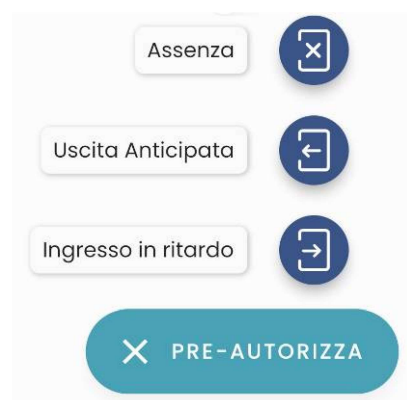 Assenza
Uscita Anticipata
Ingresso in ritardo
PRE-AUTORIZZA